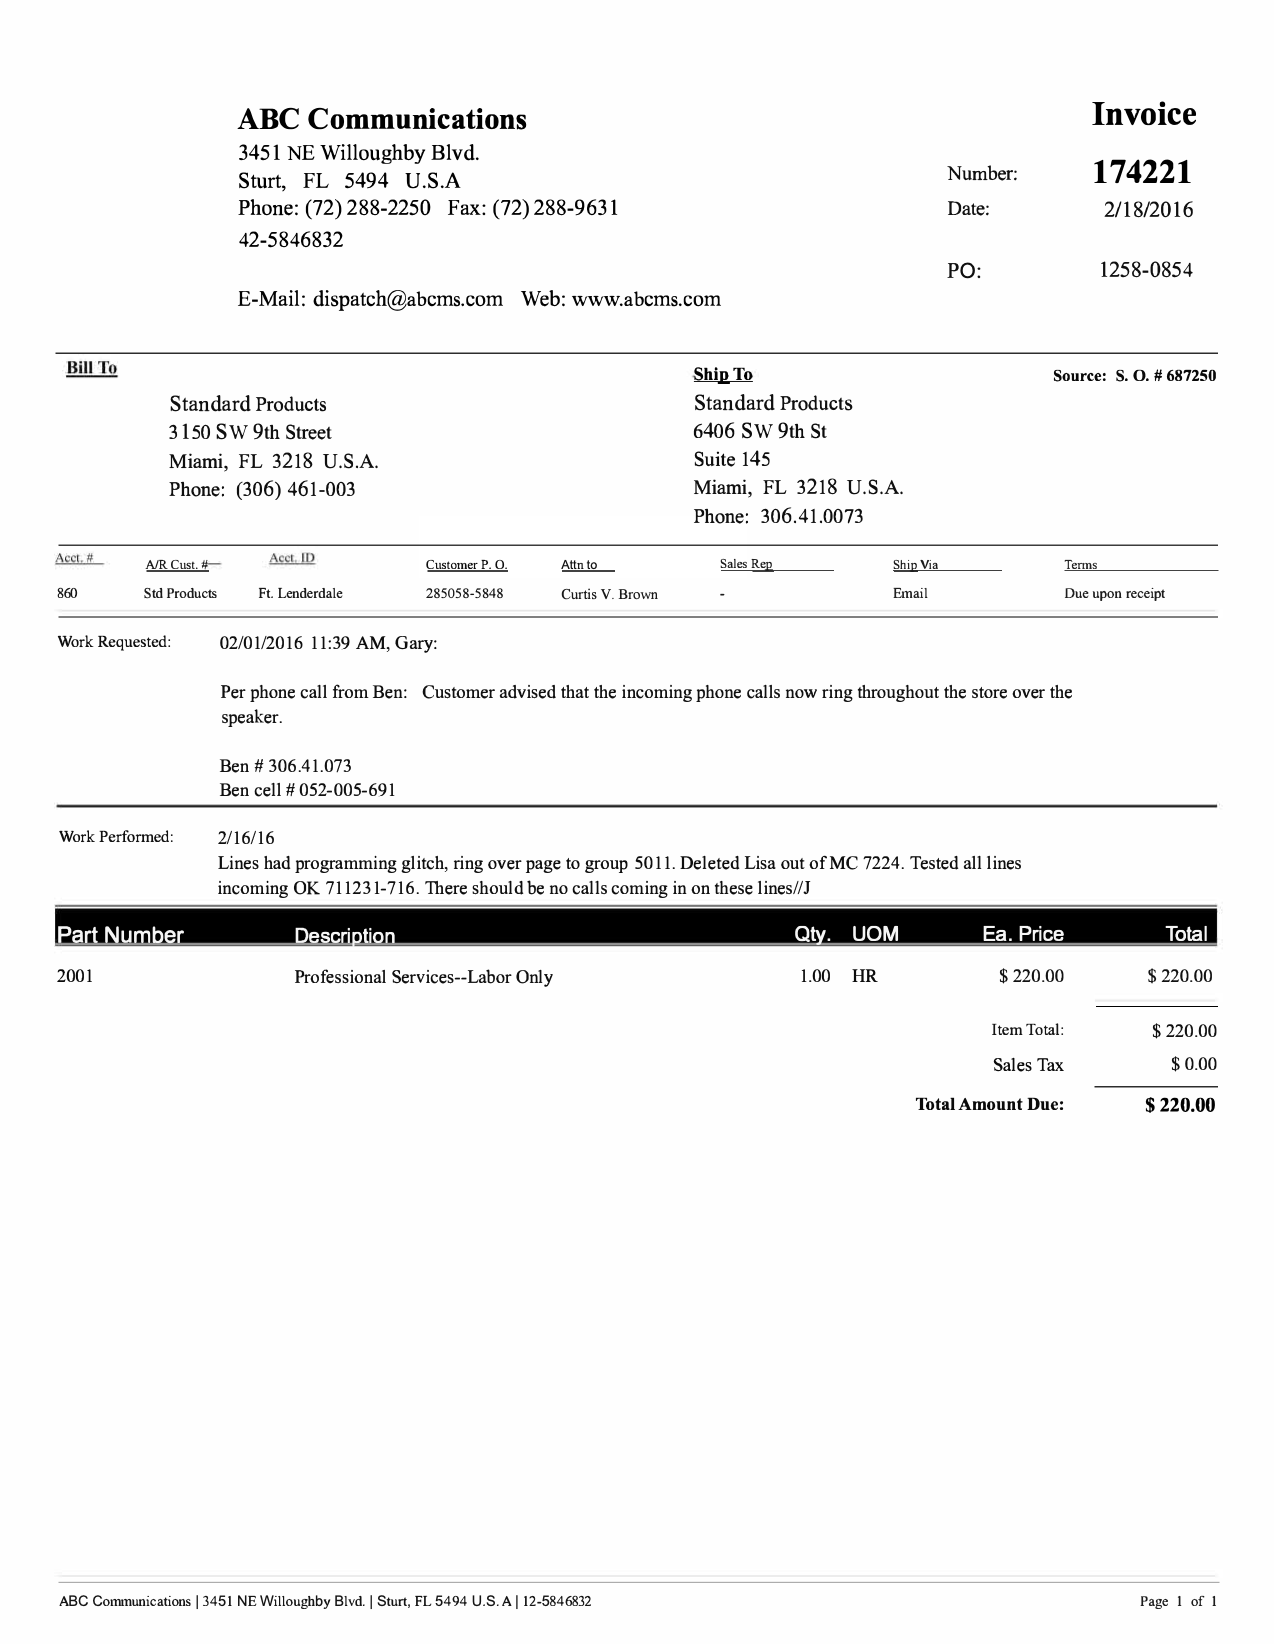 ABC Communications
3451 NE Willoughby Blvd.
Sturt, FL 5494 U.S.A
Phone: (72) 288-2250 Fax: (72) 288-9631
42-5846832
E-Mail: dispatch@abcms.com Web: www.abcms.com
Invoice
Number: 174221
Date: 2/18/2016
PO: 1258-0854
Bill To
Standard Products
3150 SW 9th Street
Miami, FL 3218 U.S.A.
Phone: (306) 461-003
Ship To
Standard Products
6406 SW 9th St
Suite 145
Miami, FL 3218 U.S.A.
Phone: 306.41.0073
Source: S. O. # 687250
Acct. # A/R Cust. # Acct. ID Customer P. O. Attn to Sales Rep Ship Via Terms
860 Std Products Ft. Lenderdale 285058-5848 Curtis V. Brown - Email Due upon receipt
Work Requested: 02/01/2016 11:39 AM, Gary:
Per phone call from Ben: Customer advised that the incoming phone calls now ring throughout the store over the
speaker.
Ben # 306.41.073
Ben cell # 052-005-691
Work Performed: 2/16/16
Lines had programming glitch, ring over page to group 5011. Deleted Lisa out of MC 7224. Tested all lines
incoming OK 711231-716. There should be no calls coming in on these lines//J
Part Number Description Qty. UOM Ea. Price Total
2001 Professional Services--Labor Only 1.00 HR $ 220.00 $ 220.00
Item Total: $ 220.00
Sales Tax $ 0.00
Total Amount Due: $ 220.00
ABC Communications | 3451 NE Willoughby Blvd. | Sturt, FL 5494 U.S.A | 12-5846832 Page 1 of 1